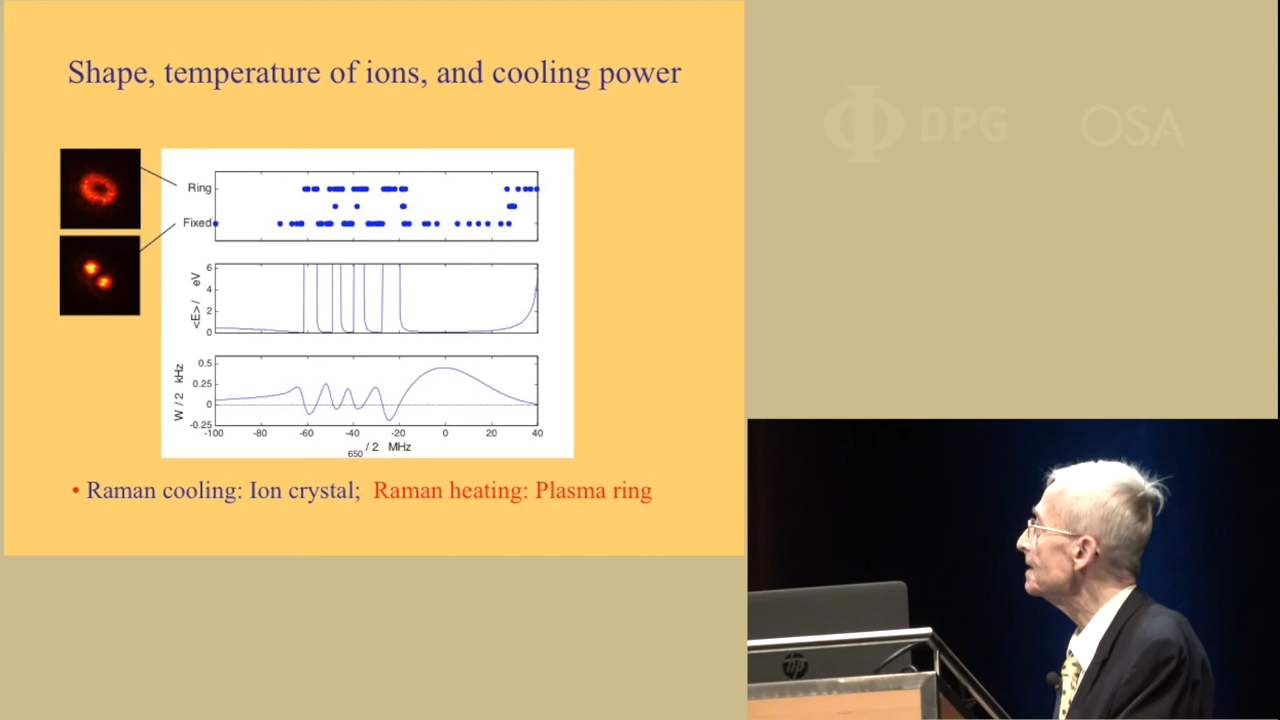 Shape, temperature of ions, and cooling power
DPG OSA
Ring
Fixed
<E> / eV
6
4
2
0
W / 2 kHz
0.5
0.25
0
-0.25
-100 -80 -60 -40 -20 0 20 40
650 / 2 MHz
• Raman cooling: Ion crystal; Raman heating: Plasma ring
hp